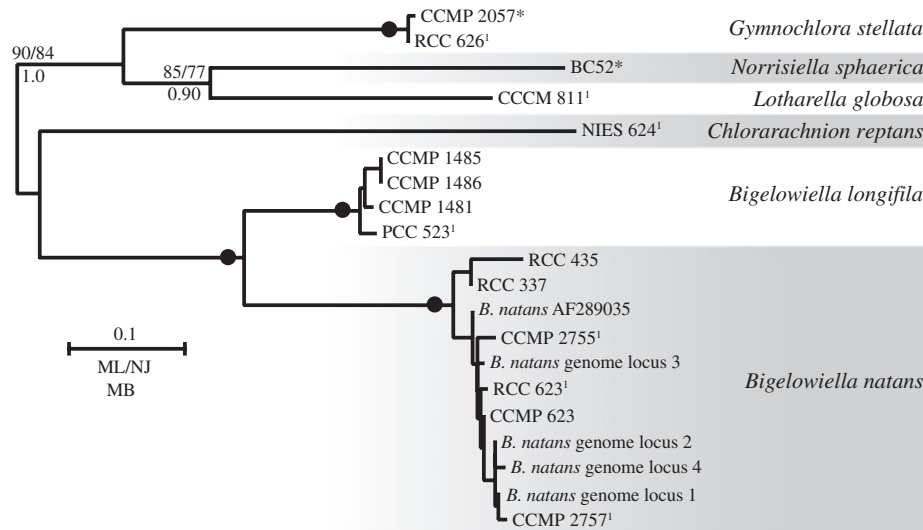 CCMP 2057*
RCC 626¹
Gymnochlora stellata
90/84
1.0
85/77
0.90
BC52*
Norrisiella sphaerica
CCCM 811¹
Lotharella globosa
NIES 624¹
Chlorarachnion reptans
CCMP 1485
CCMP 1486
CCMP 1481
PCC 523¹
Bigelowiella longifila
RCC 435
RCC 337
B. natans AF289035
CCMP 2755¹
B. natans genome locus 3
RCC 623¹
CCMP 623
B. natans genome locus 2
B. natans genome locus 4
B. natans genome locus 1
CCMP 2757¹
Bigelowiella natans
0.1
ML/NJ
MB